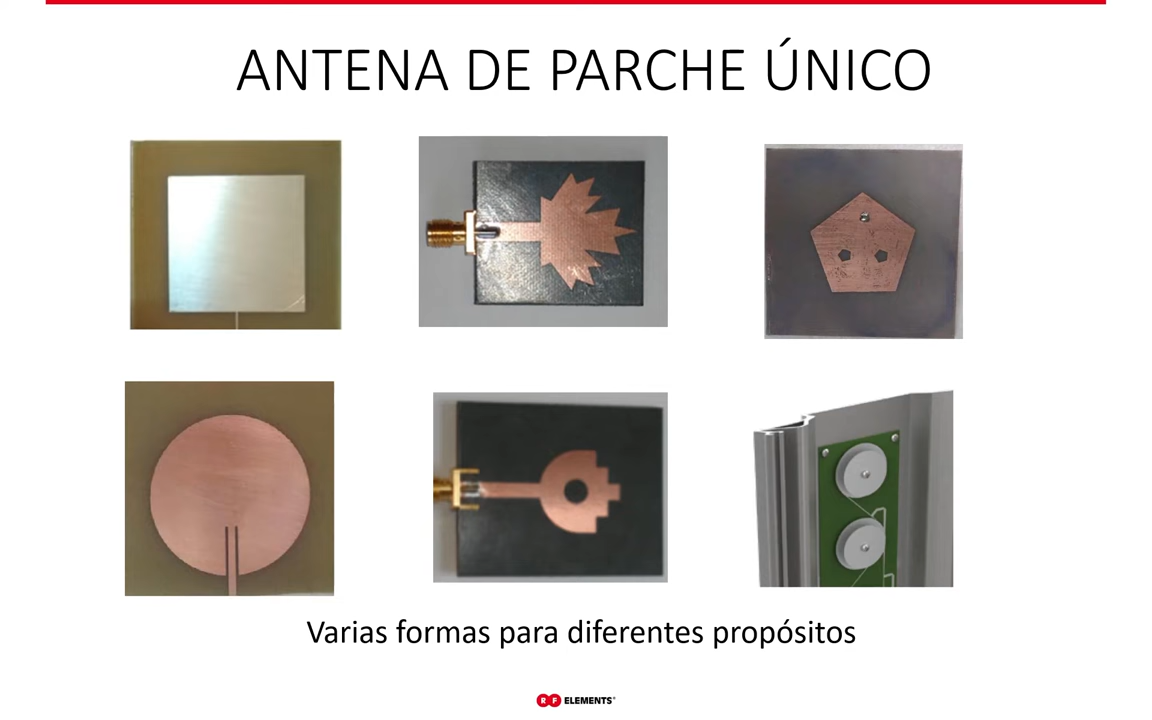 ANTENA DE PARCHE ÚNICO
Varias formas para diferentes propósitos
RF ELEMENTS®